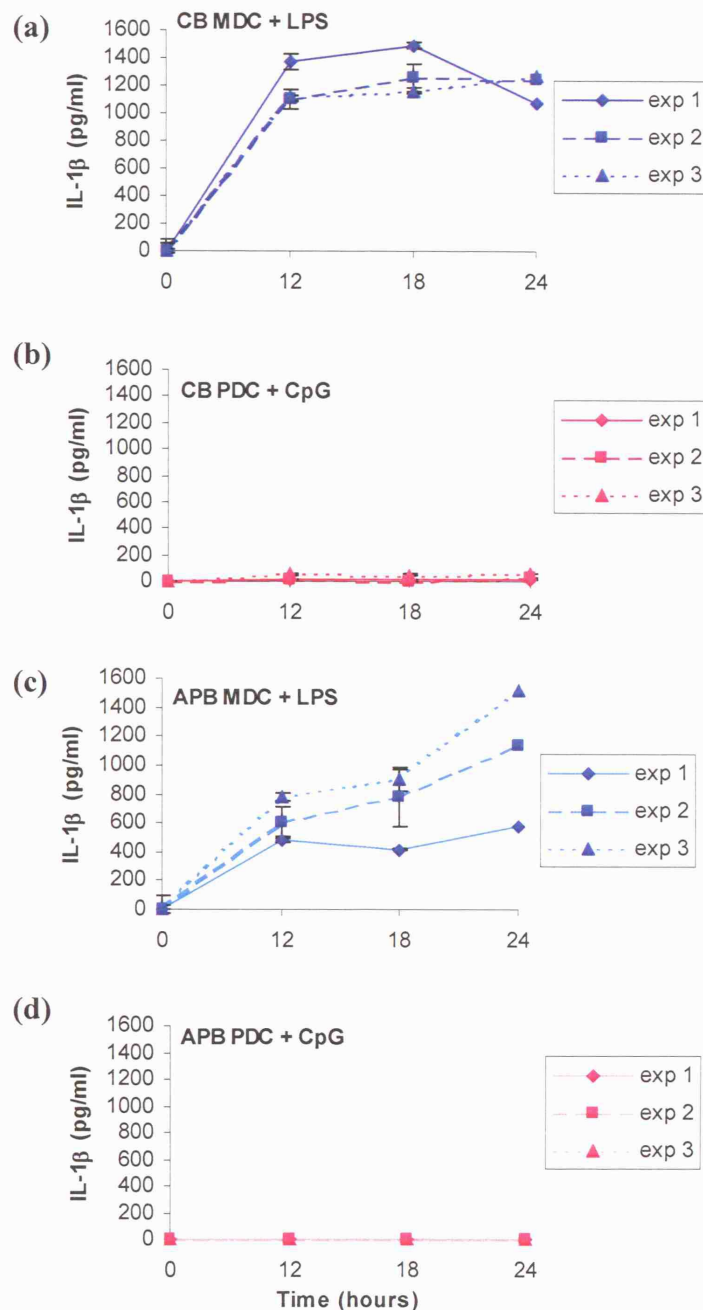 (a)
CB MDC + LPS
IL-1β (pg/ml)
1600
1400
1200
1000
800
600
400
200
0
0 12 18 24
exp 1
exp 2
exp 3
(b)
CB PDC + CpG
IL-1β (pg/ml)
1600
1400
1200
1000
800
600
400
200
0
0 12 18 24
exp 1
exp 2
exp 3
(c)
APB MDC + LPS
IL-1β (pg/ml)
1600
1400
1200
1000
800
600
400
200
0
0 12 18 24
exp 1
exp 2
exp 3
(d)
APB PDC + CpG
IL-1β (pg/ml)
1600
1400
1200
1000
800
600
400
200
0
0 12 18 24
Time (hours)
exp 1
exp 2
exp 3